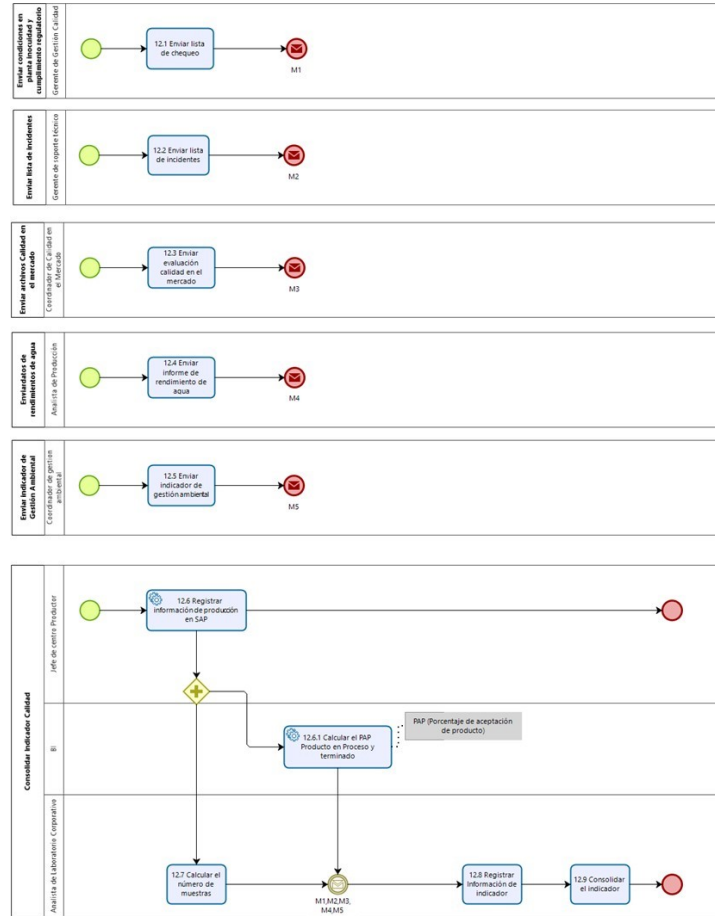 Enviar condiciones en
planta inocuidad y
cumplimiento regulatorio
Gerente de Gestión Calidad
12.1 Enviar lista
de chequeo
M1
Enviar lista de Incidentes
Gerente de soporte técnico
12.2 Enviar lista
de incidentes
M2
Enviar archivos Calidad en
el mercado
Coordinador de Calidad en
el Mercado
12.3 Enviar
evaluación
calidad en el
mercado
M3
Enviardatos de
rendimientos de agua
Analista de Producción
12.4 Enviar
informe de
rendimiento de
agua
M4
Enviar Indicador de
Gestión Ambiental
Coordinador de gestion
ambiental
12.5 Enviar
indicador de
gestión ambiental
M5
Consolidar Indicador Calidad
Jefe de centro Productor
12.6 Registrar
información de producción
en SAP
BI
12.6.1 Calcular el PAP
Producto en Proceso y
terminado
PAP (Porcentaje de aceptación
de producto)
Analista de Laboratorio Corporativo
12.7 Calcular el
número de
muestras
M1,M2,M3,
M4,M5
12.8 Registrar
Información de
indicador
12.9 Consolidar
el indicador